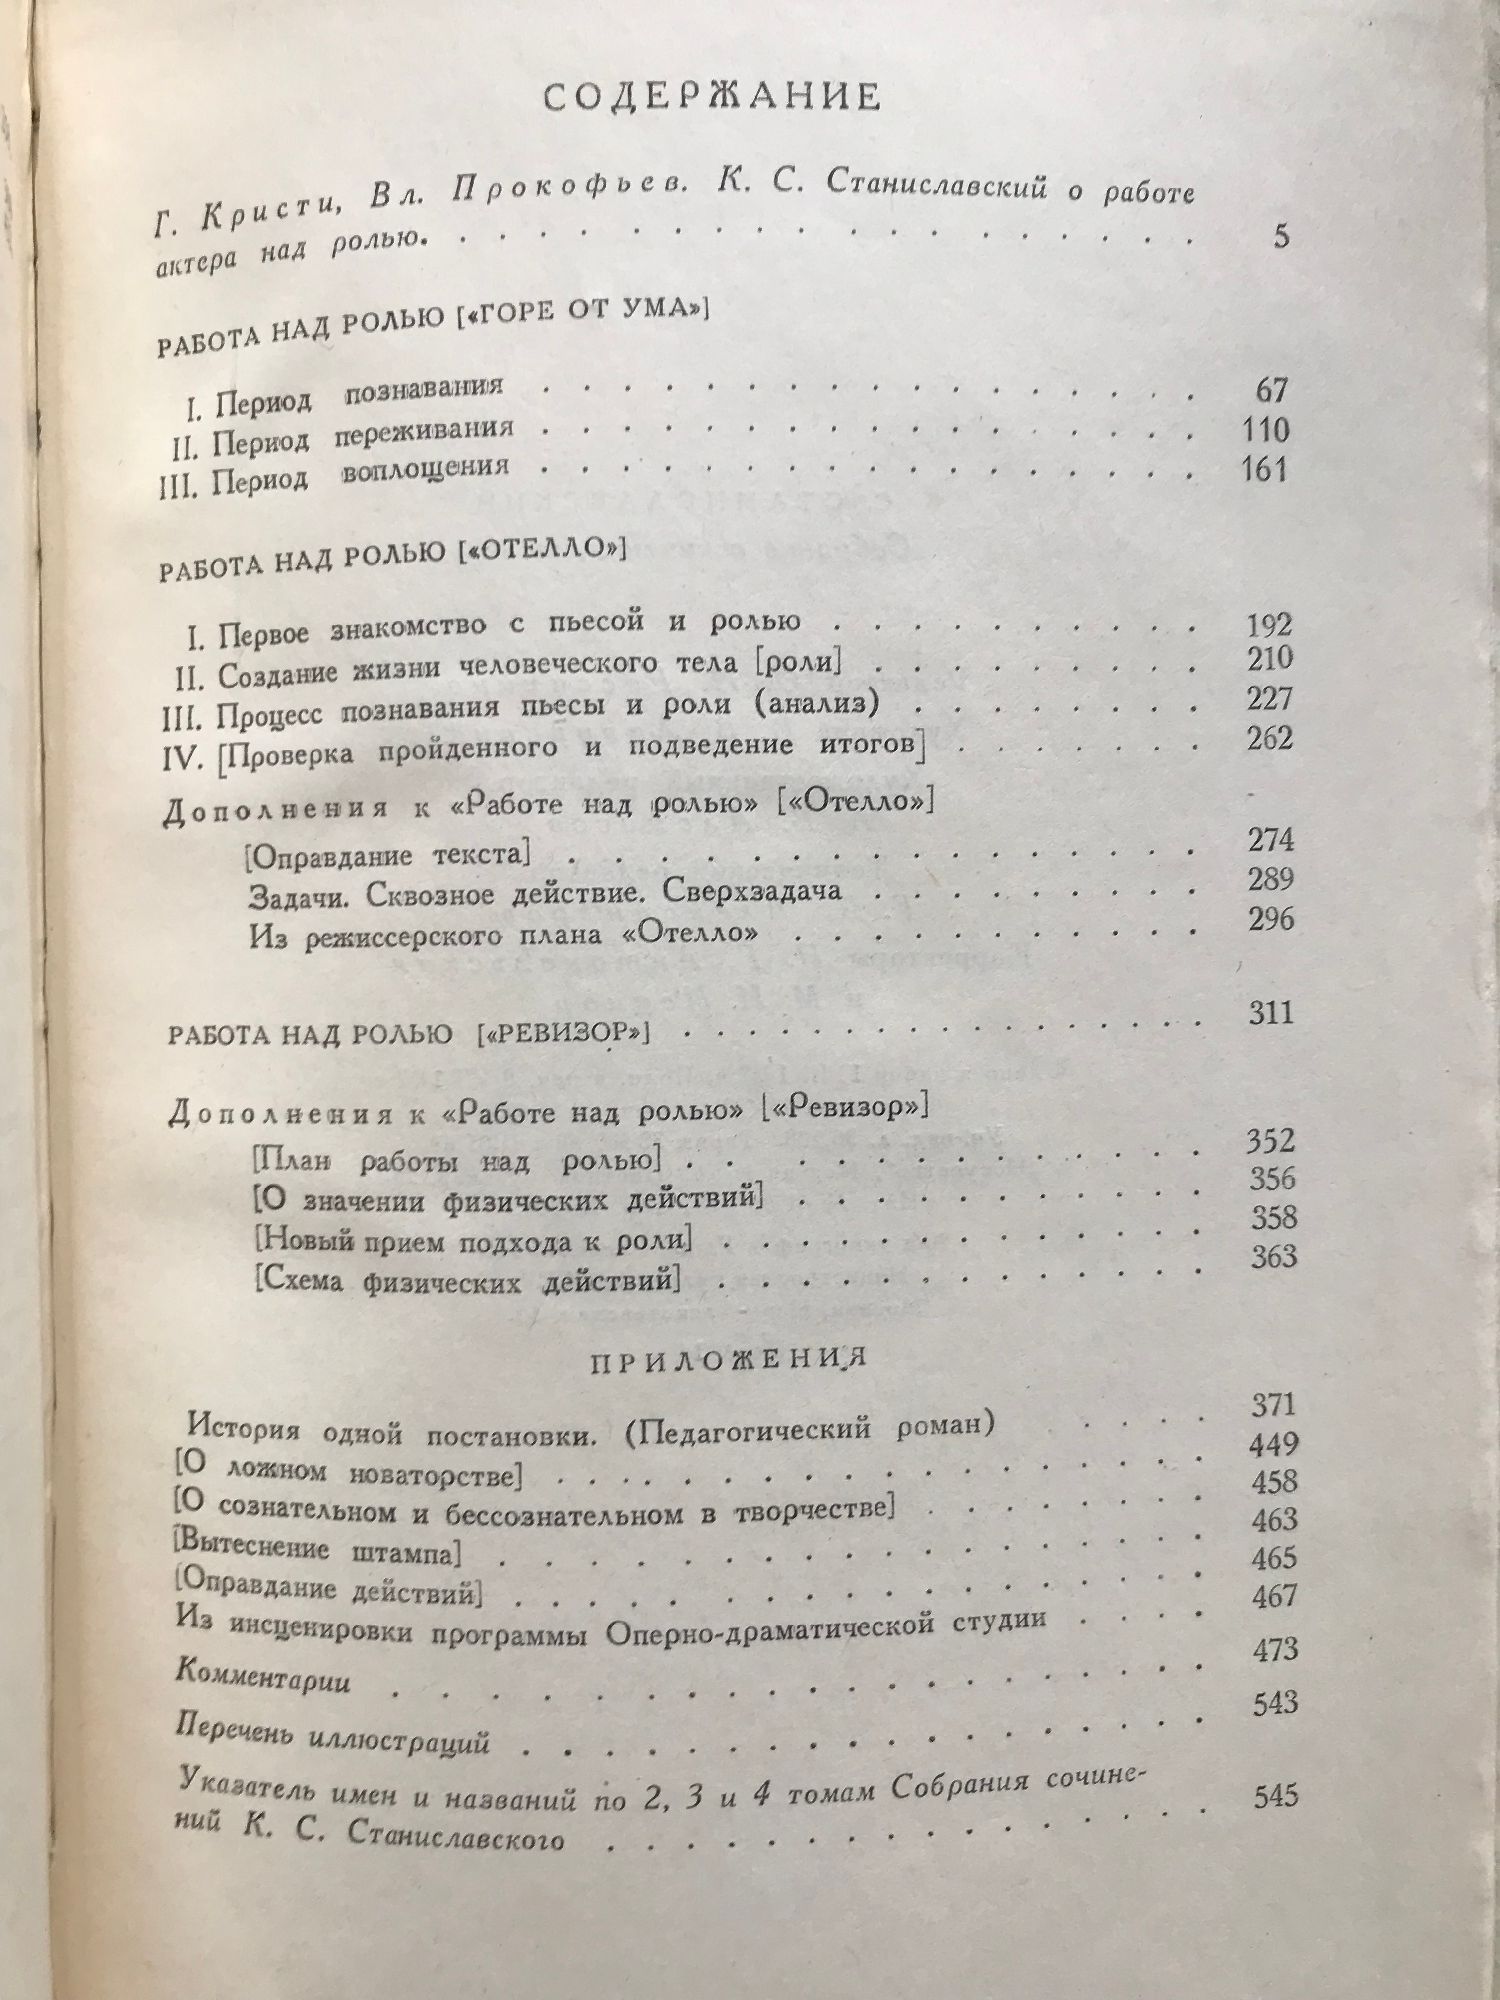 СОДЕРЖАНИЕ
Г. Кристи, Вл. Прокофьев. К. С. Станиславский о работе
актера над ролью. . . . . . . . . . . . . . . . . . 5
РАБОТА НАД РОЛЬЮ [«ГОРЕ ОТ УМА»]
I. Период познавания . . . . . . . . . . . . . . . . 67
II. Период переживания . . . . . . . . . . . . . . . . 110
III. Период воплощения . . . . . . . . . . . . . . . . 161
РАБОТА НАД РОЛЬЮ [«ОТЕЛЛО»]
I. Первое знакомство с пьесой и ролью . . . . . . . . . . 192
II. Создание жизни человеческого тела [роли] . . . . . . . . . 210
III. Процесс познавания пьесы и роли (анализ) . . . . . . . . 227
IV. [Проверка пройденного и подведение итогов] . . . . . . . 262
Дополнения к «Работе над ролью» [«Отелло»]
[Оправдание текста] . . . . . . . . . . . . . . . . 274
Задачи. Сквозное действие. Сверхзадача . . . . . . . . . 289
Из режиссерского плана «Отелло» . . . . . . . . . . . 296
РАБОТА НАД РОЛЬЮ [«РЕВИЗОР»] . . . . . . . . . . . . . . . . 311
Дополнения к «Работе над ролью» [«Ревизор»]
[План работы над ролью] . . . . . . . . . . . . . 352
[О значении физических действий] . . . . . . . . . . . 356
[Новый прием подхода к роли] . . . . . . . . . . . . . 358
[Схема физических действий] . . . . . . . . . . . . . 363
ПРИЛОЖЕНИЯ
История одной постановки. (Педагогический роман) . . . . 371
[О ложном новаторстве] . . . . . . . . . . . . . . . . . 449
[О сознательном и бессознательном в творчестве] . . . . . . . . 458
[Вытеснение штампа] . . . . . . . . . . . . . . . . . . 463
[Оправдание действий] . . . . . . . . . . . . . . . . . 465
Из инсценировки программы Оперно-драматической студии . . . . 467
Комментарии . . . . . . . . . . . . . . . . . . . . . 473
Перечень иллюстраций . . . . . . . . . . . . . . . . . 543
Указатель имен и названий по 2, 3 и 4 томам Собрания сочине-
ний К. С. Станиславского . . . . . . . . . . . . . . . 545